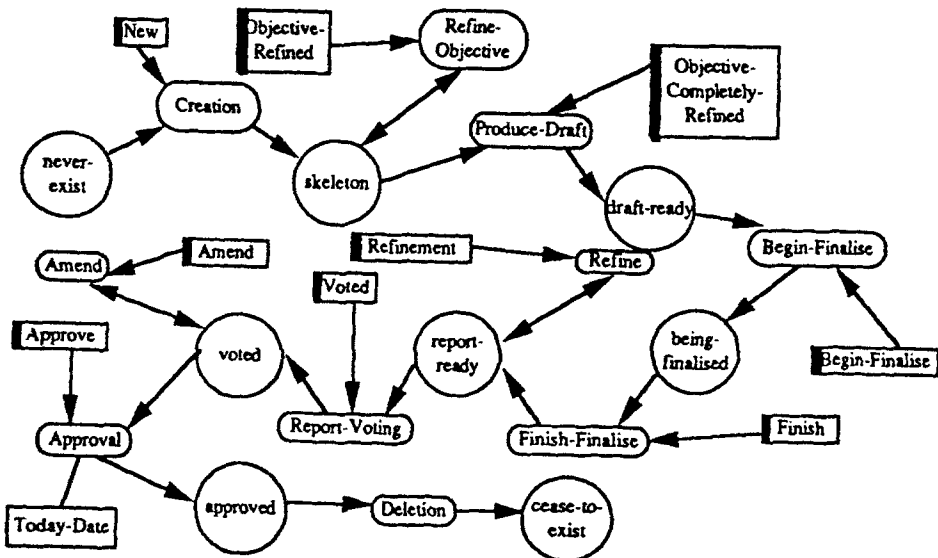 New
Objective-
Refined
Refine-
Objective
Objective-
Completely-
Refined
Creation
Produce-Draft
never-
exist
skeleton
draft-ready
Amend
Amend
Refinement
Refine
Begin-Finalise
Voted
Approve
voted
report-
ready
being-
finalised
Begin-Finalise
Approval
Report-Voting
Finish-Finalise
Finish
Today-Date
approved
Deletion
cease-to-
exist